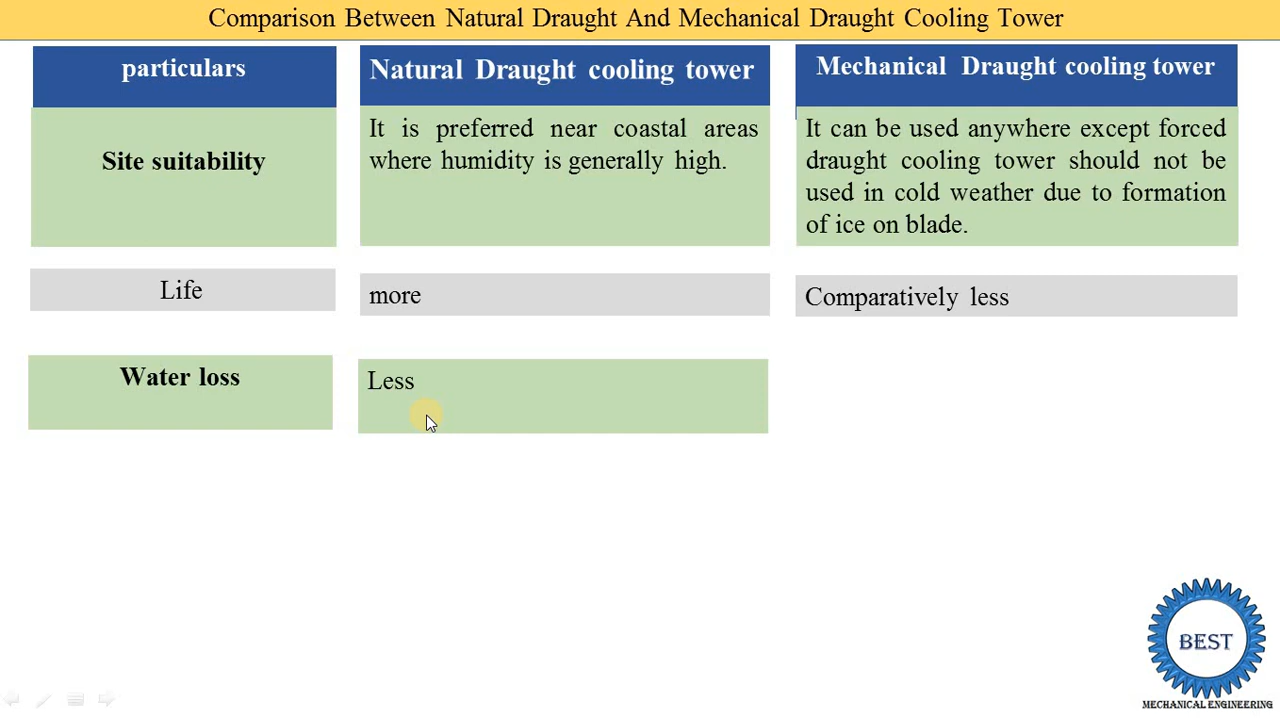 Comparison Between Natural Draught And Mechanical Draught Cooling Tower
particulars
Natural Draught cooling tower
Mechanical Draught cooling tower
Site suitability
It is preferred near coastal areas
where humidity is generally high.
It can be used anywhere except forced
draught cooling tower should not be
used in cold weather due to formation
of ice on blade.
Life
more
Comparatively less
Water loss
Less
BEST
MECHANICAL ENGINEERING